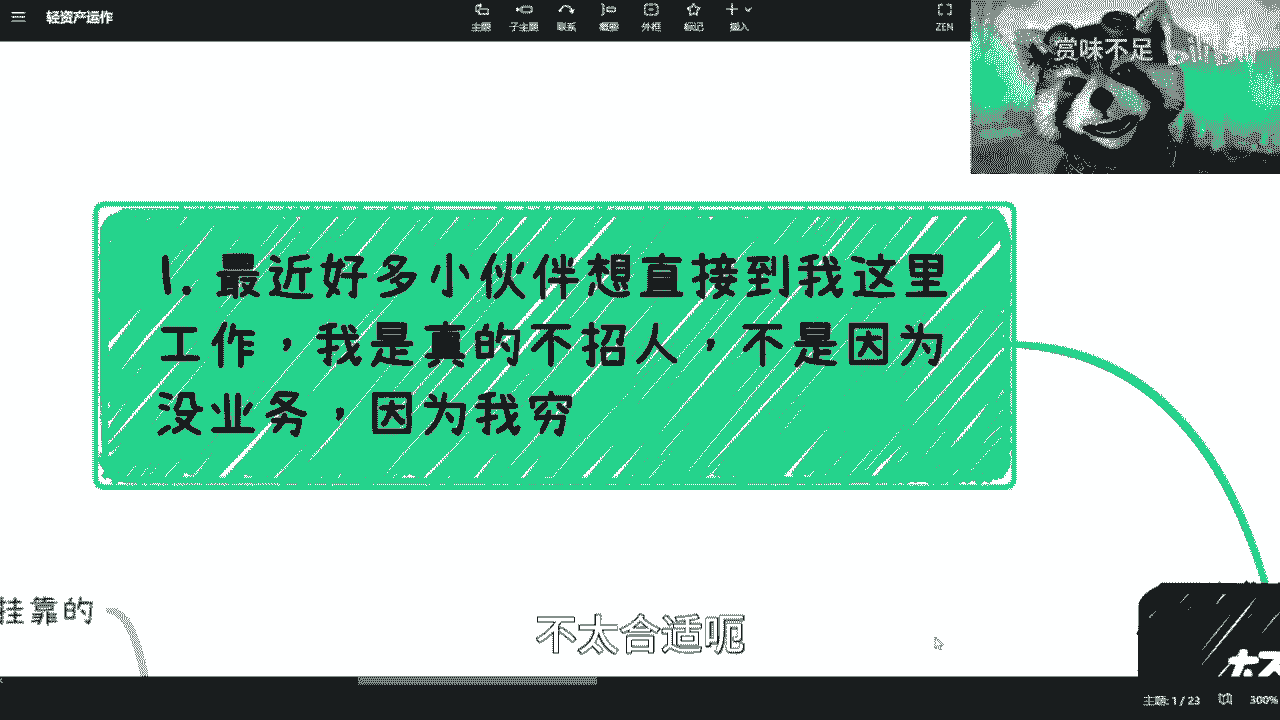 轻资产运作
主题 子主题 联系 概要 外框 标记 插入
ZEN
赏味不足
1. 最近好多小伙伴想直接到我这里
工作，我是真的不招人，不是因为
没业务，因为我穷
挂靠的
不太合适呃
主题: 1 / 23 300%